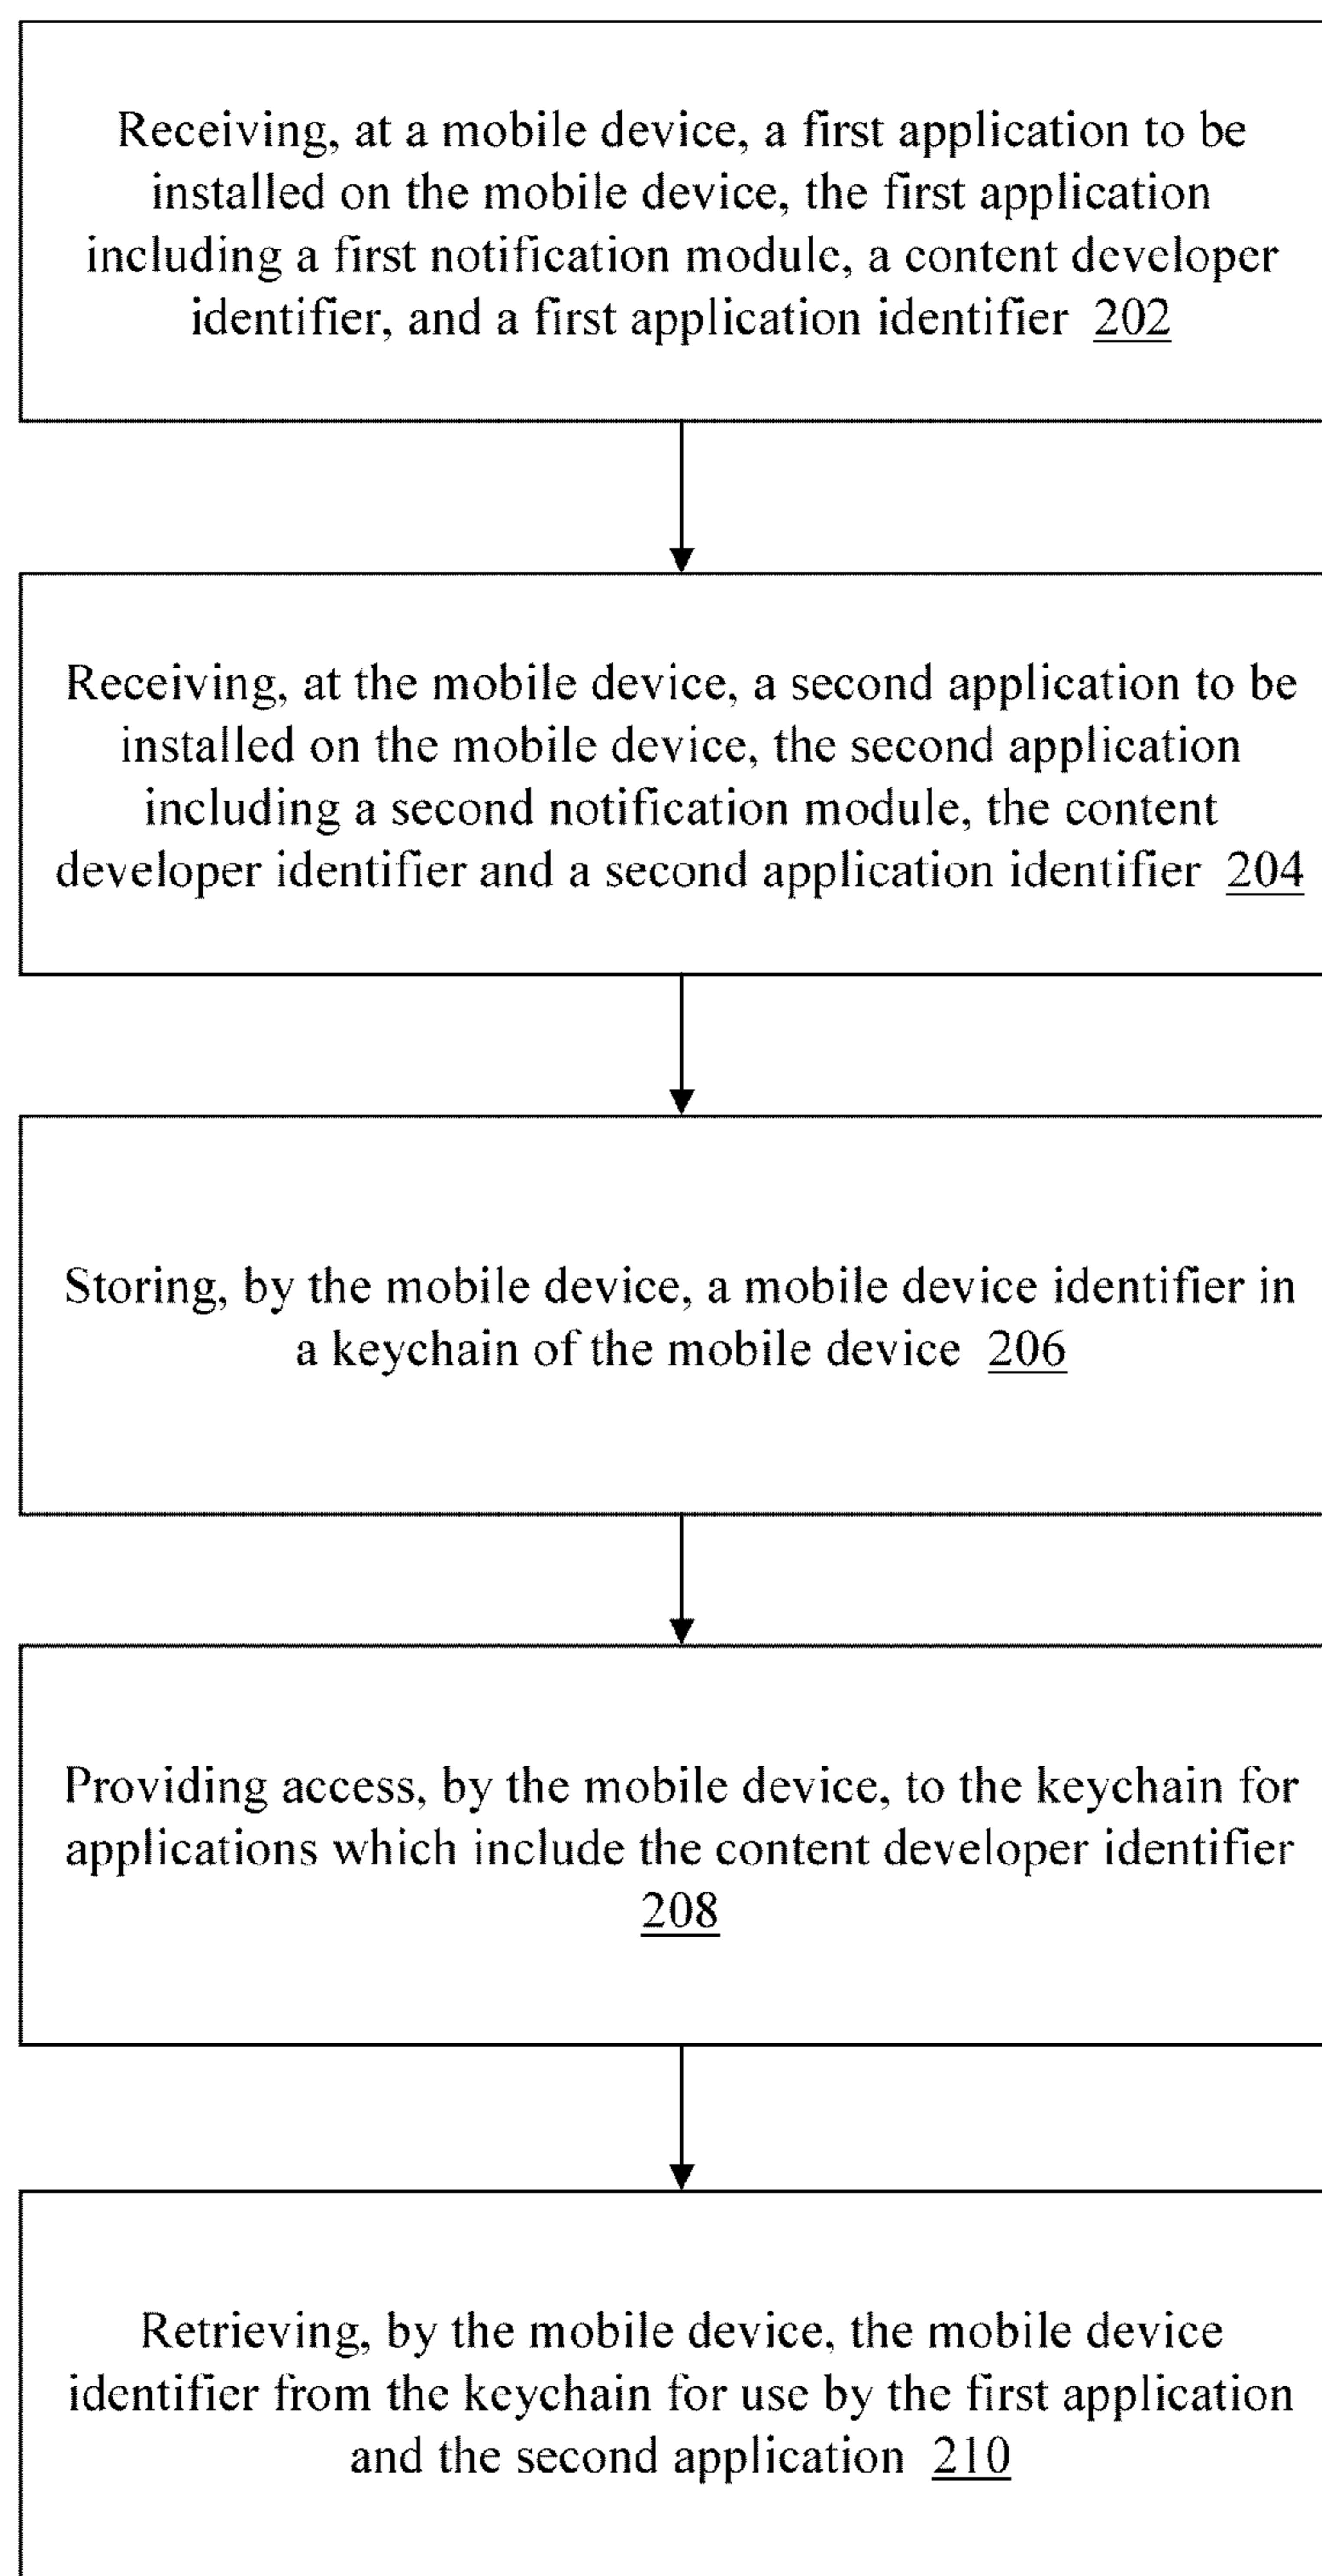 Receiving, at a mobile device, a first application to be
installed on the mobile device, the first application
including a first notification module, a content developer
identifier, and a first application identifier 202
Receiving, at the mobile device, a second application to be
installed on the mobile device, the second application
including a second notification module, the content
developer identifier and a second application identifier 204
Storing, by the mobile device, a mobile device identifier in
a keychain of the mobile device 206
Providing access, by the mobile device, to the keychain for
applications which include the content developer identifier
208
Retrieving, by the mobile device, the mobile device
identifier from the keychain for use by the first application
and the second application 210